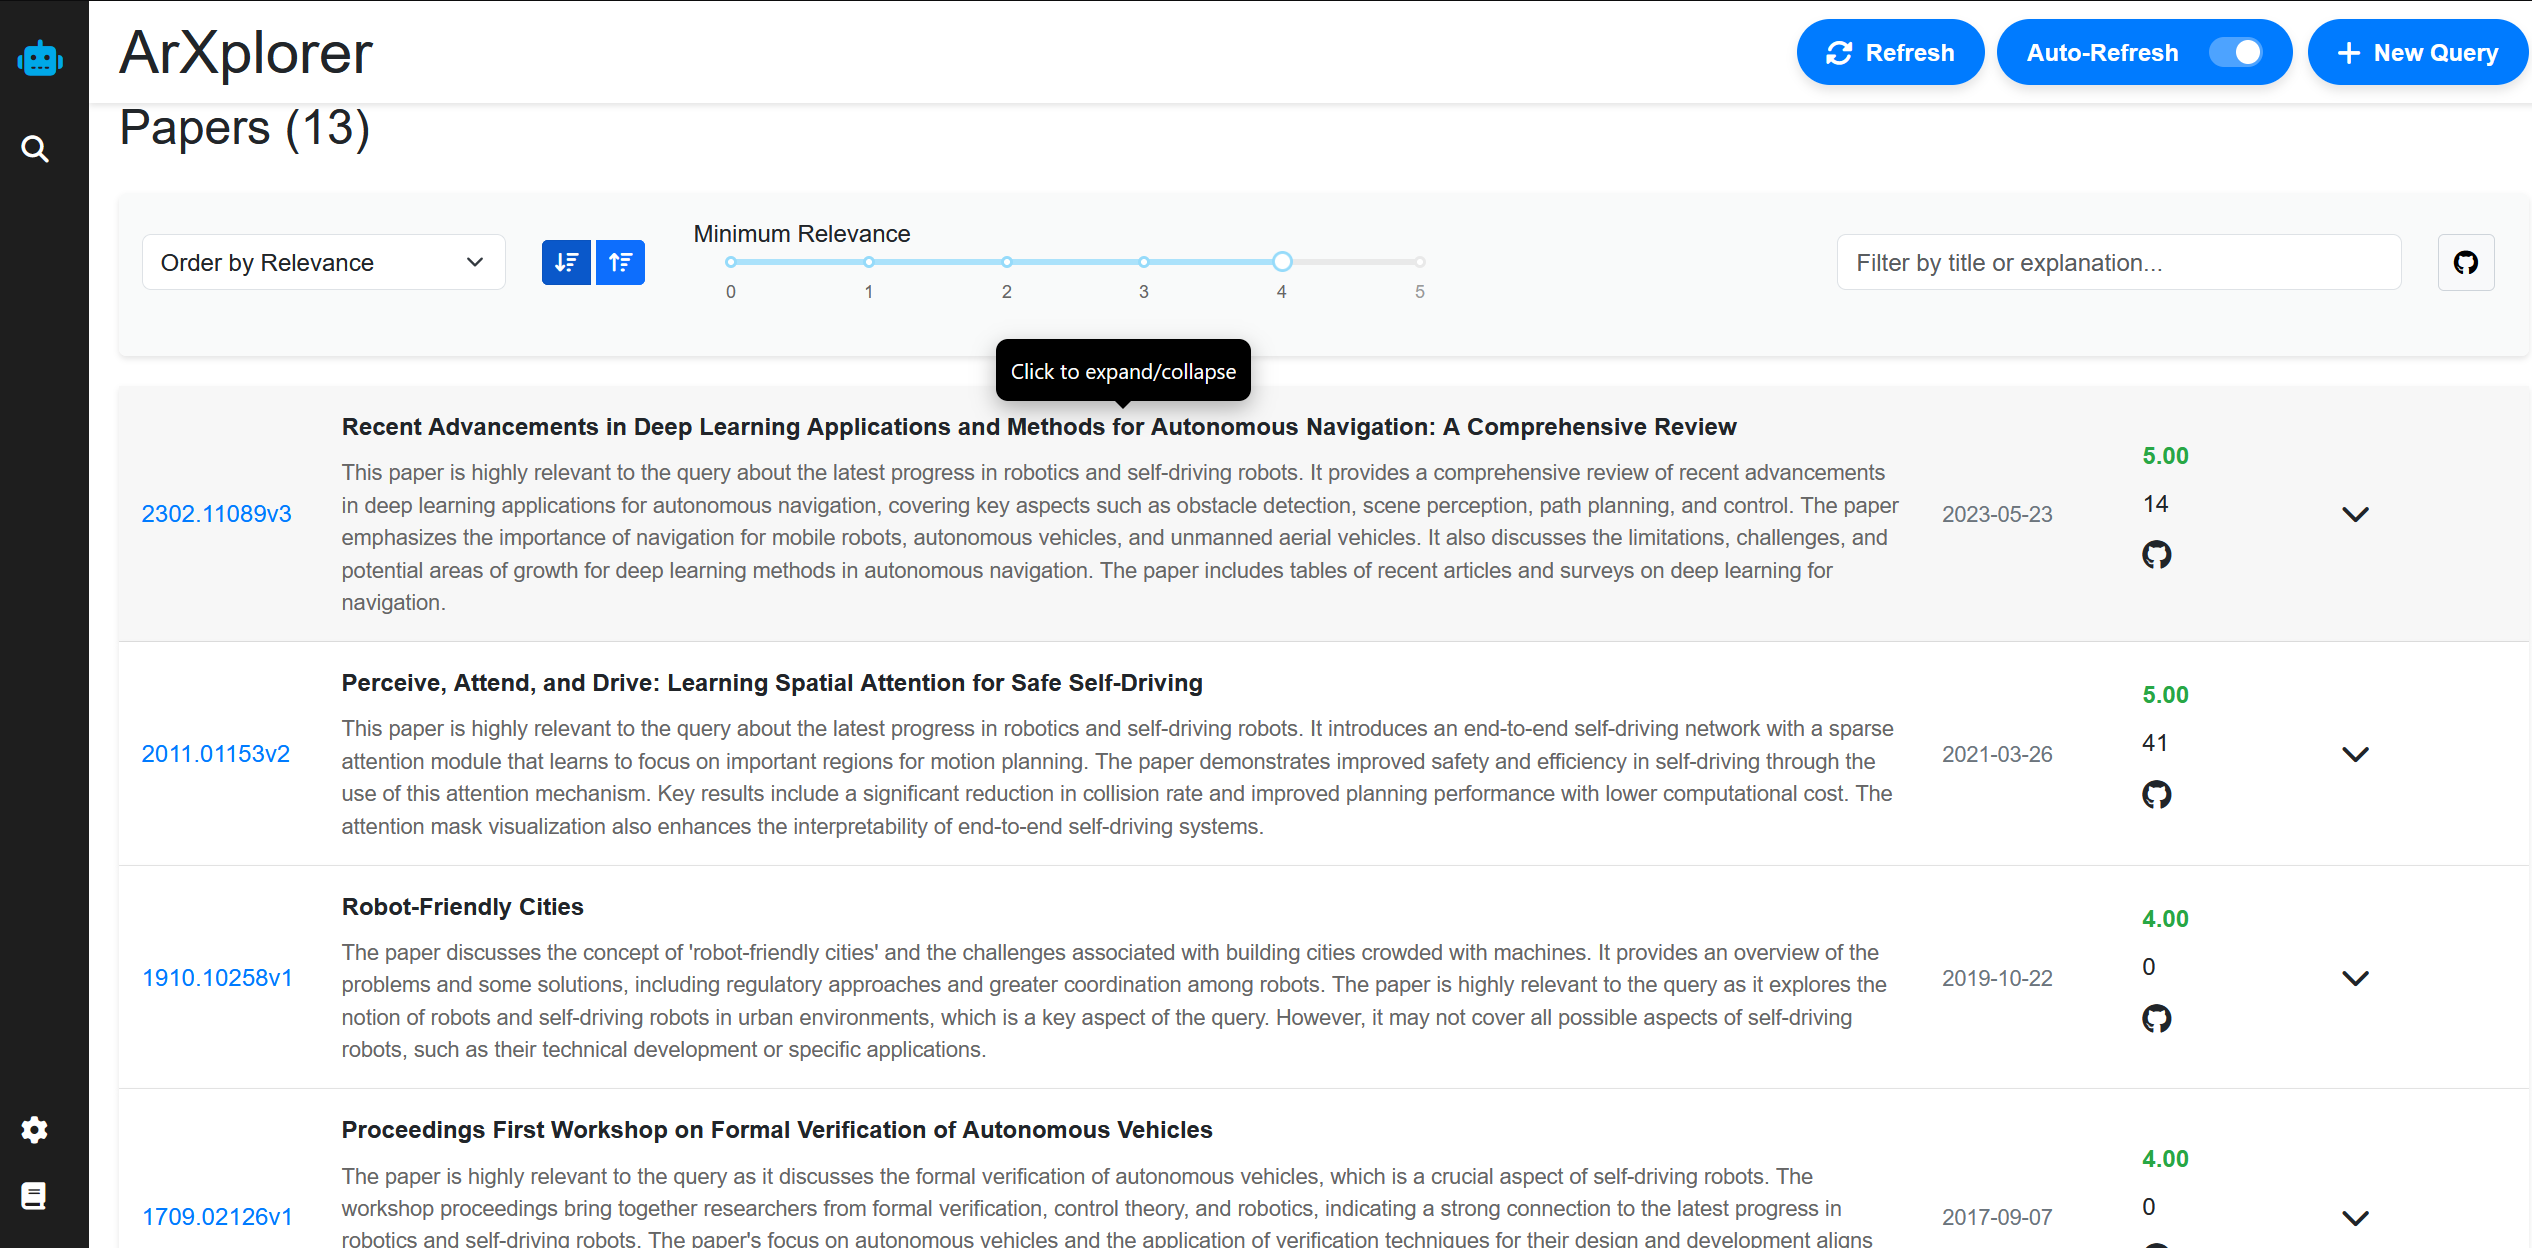 ArXplorer
Refresh
Auto-Refresh
New Query
Papers (13)
Order by Relevance
Minimum Relevance
0 1 2 3 4 5
Filter by title or explanation...
Click to expand/collapse
2302.11089v3
Recent Advancements in Deep Learning Applications and Methods for Autonomous Navigation: A Comprehensive Review
This paper is highly relevant to the query about the latest progress in robotics and self-driving robots. It provides a comprehensive review of recent advancements
in deep learning applications for autonomous navigation, covering key aspects such as obstacle detection, scene perception, path planning, and control. The paper
emphasizes the importance of navigation for mobile robots, autonomous vehicles, and unmanned aerial vehicles. It also discusses the limitations, challenges, and
potential areas of growth for deep learning methods in autonomous navigation. The paper includes tables of recent articles and surveys on deep learning for
navigation.
2023-05-23
5.00
14
2011.01153v2
Perceive, Attend, and Drive: Learning Spatial Attention for Safe Self-Driving
This paper is highly relevant to the query about the latest progress in robotics and self-driving robots. It introduces an end-to-end self-driving network with a sparse
attention module that learns to focus on important regions for motion planning. The paper demonstrates improved safety and efficiency in self-driving through the
use of this attention mechanism. Key results include a significant reduction in collision rate and improved planning performance with lower computational cost. The
attention mask visualization also enhances the interpretability of end-to-end self-driving systems.
2021-03-26
5.00
41
1910.10258v1
Robot-Friendly Cities
The paper discusses the concept of 'robot-friendly cities' and the challenges associated with building cities crowded with machines. It provides an overview of the
problems and some solutions, including regulatory approaches and greater coordination among robots. The paper is highly relevant to the query as it explores the
notion of robots and self-driving robots in urban environments, which is a key aspect of the query. However, it may not cover all possible aspects of self-driving
robots, such as their technical development or specific applications.
2019-10-22
4.00
0
1709.02126v1
Proceedings First Workshop on Formal Verification of Autonomous Vehicles
The paper is highly relevant to the query as it discusses the formal verification of autonomous vehicles, which is a crucial aspect of self-driving robots. The
workshop proceedings bring together researchers from formal verification, control theory, and robotics, indicating a strong connection to the latest progress in
robotics and self-driving robots. The paper's focus on autonomous vehicles and the application of verification techniques for their design and development aligns
2017-09-07
4.00
0